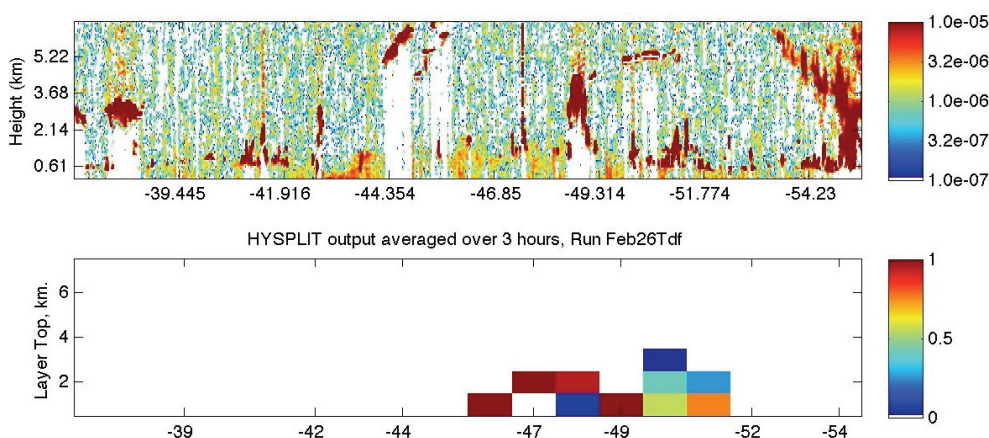 Height (km)
5.22
3.68
2.14
0.61
-39.445 -41.916 -44.354 -46.85 -49.314 -51.774 -54.23
1.0e-05
3.2e-06
1.0e-06
3.2e-07
1.0e-07
HYSPLIT output averaged over 3 hours, Run Feb26Tdf
Layer Top, km.
6
4
2
-39 -42 -44 -47 -49 -52 -54
1
0.5
0